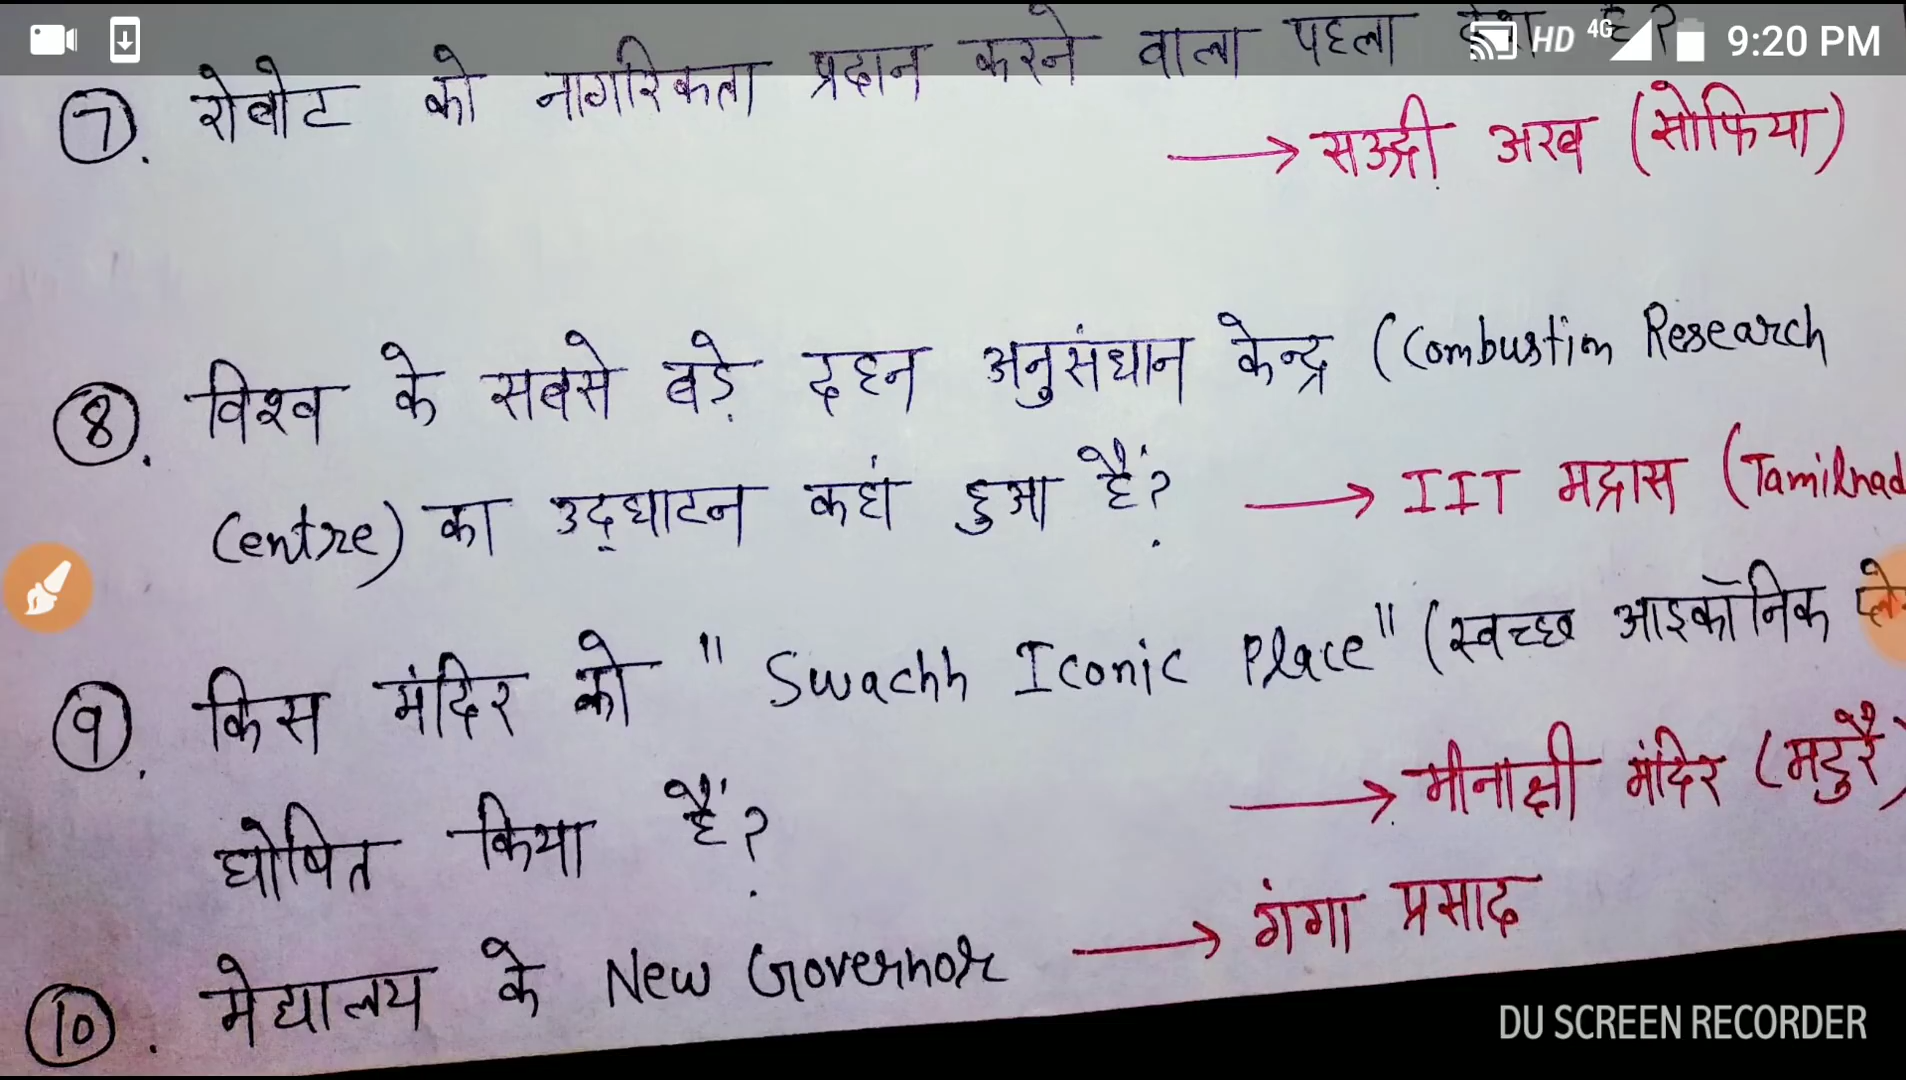 HD 4G 9:20 PM
7. रोबोट को नागरिकता प्रदान करने वाला पहला है?
→ सऊदी अरब (सोफिया)
8. विश्व के सबसे बड़े दहन अनुसंधान केन्द्र (Combustion Research
Centre) का उद्घाटन कहां हुआ हैं? → IIT मद्रास (Tamilnad
9. किस मंदिर को "Swachh Iconic Place" (स्वच्छ आइकॉनिक
घोषित किया हैं? → मीनाक्षी मंदिर (मदुरै)
10. मेघालय के New Governor → गंगा प्रसाद
DU SCREEN RECORDER